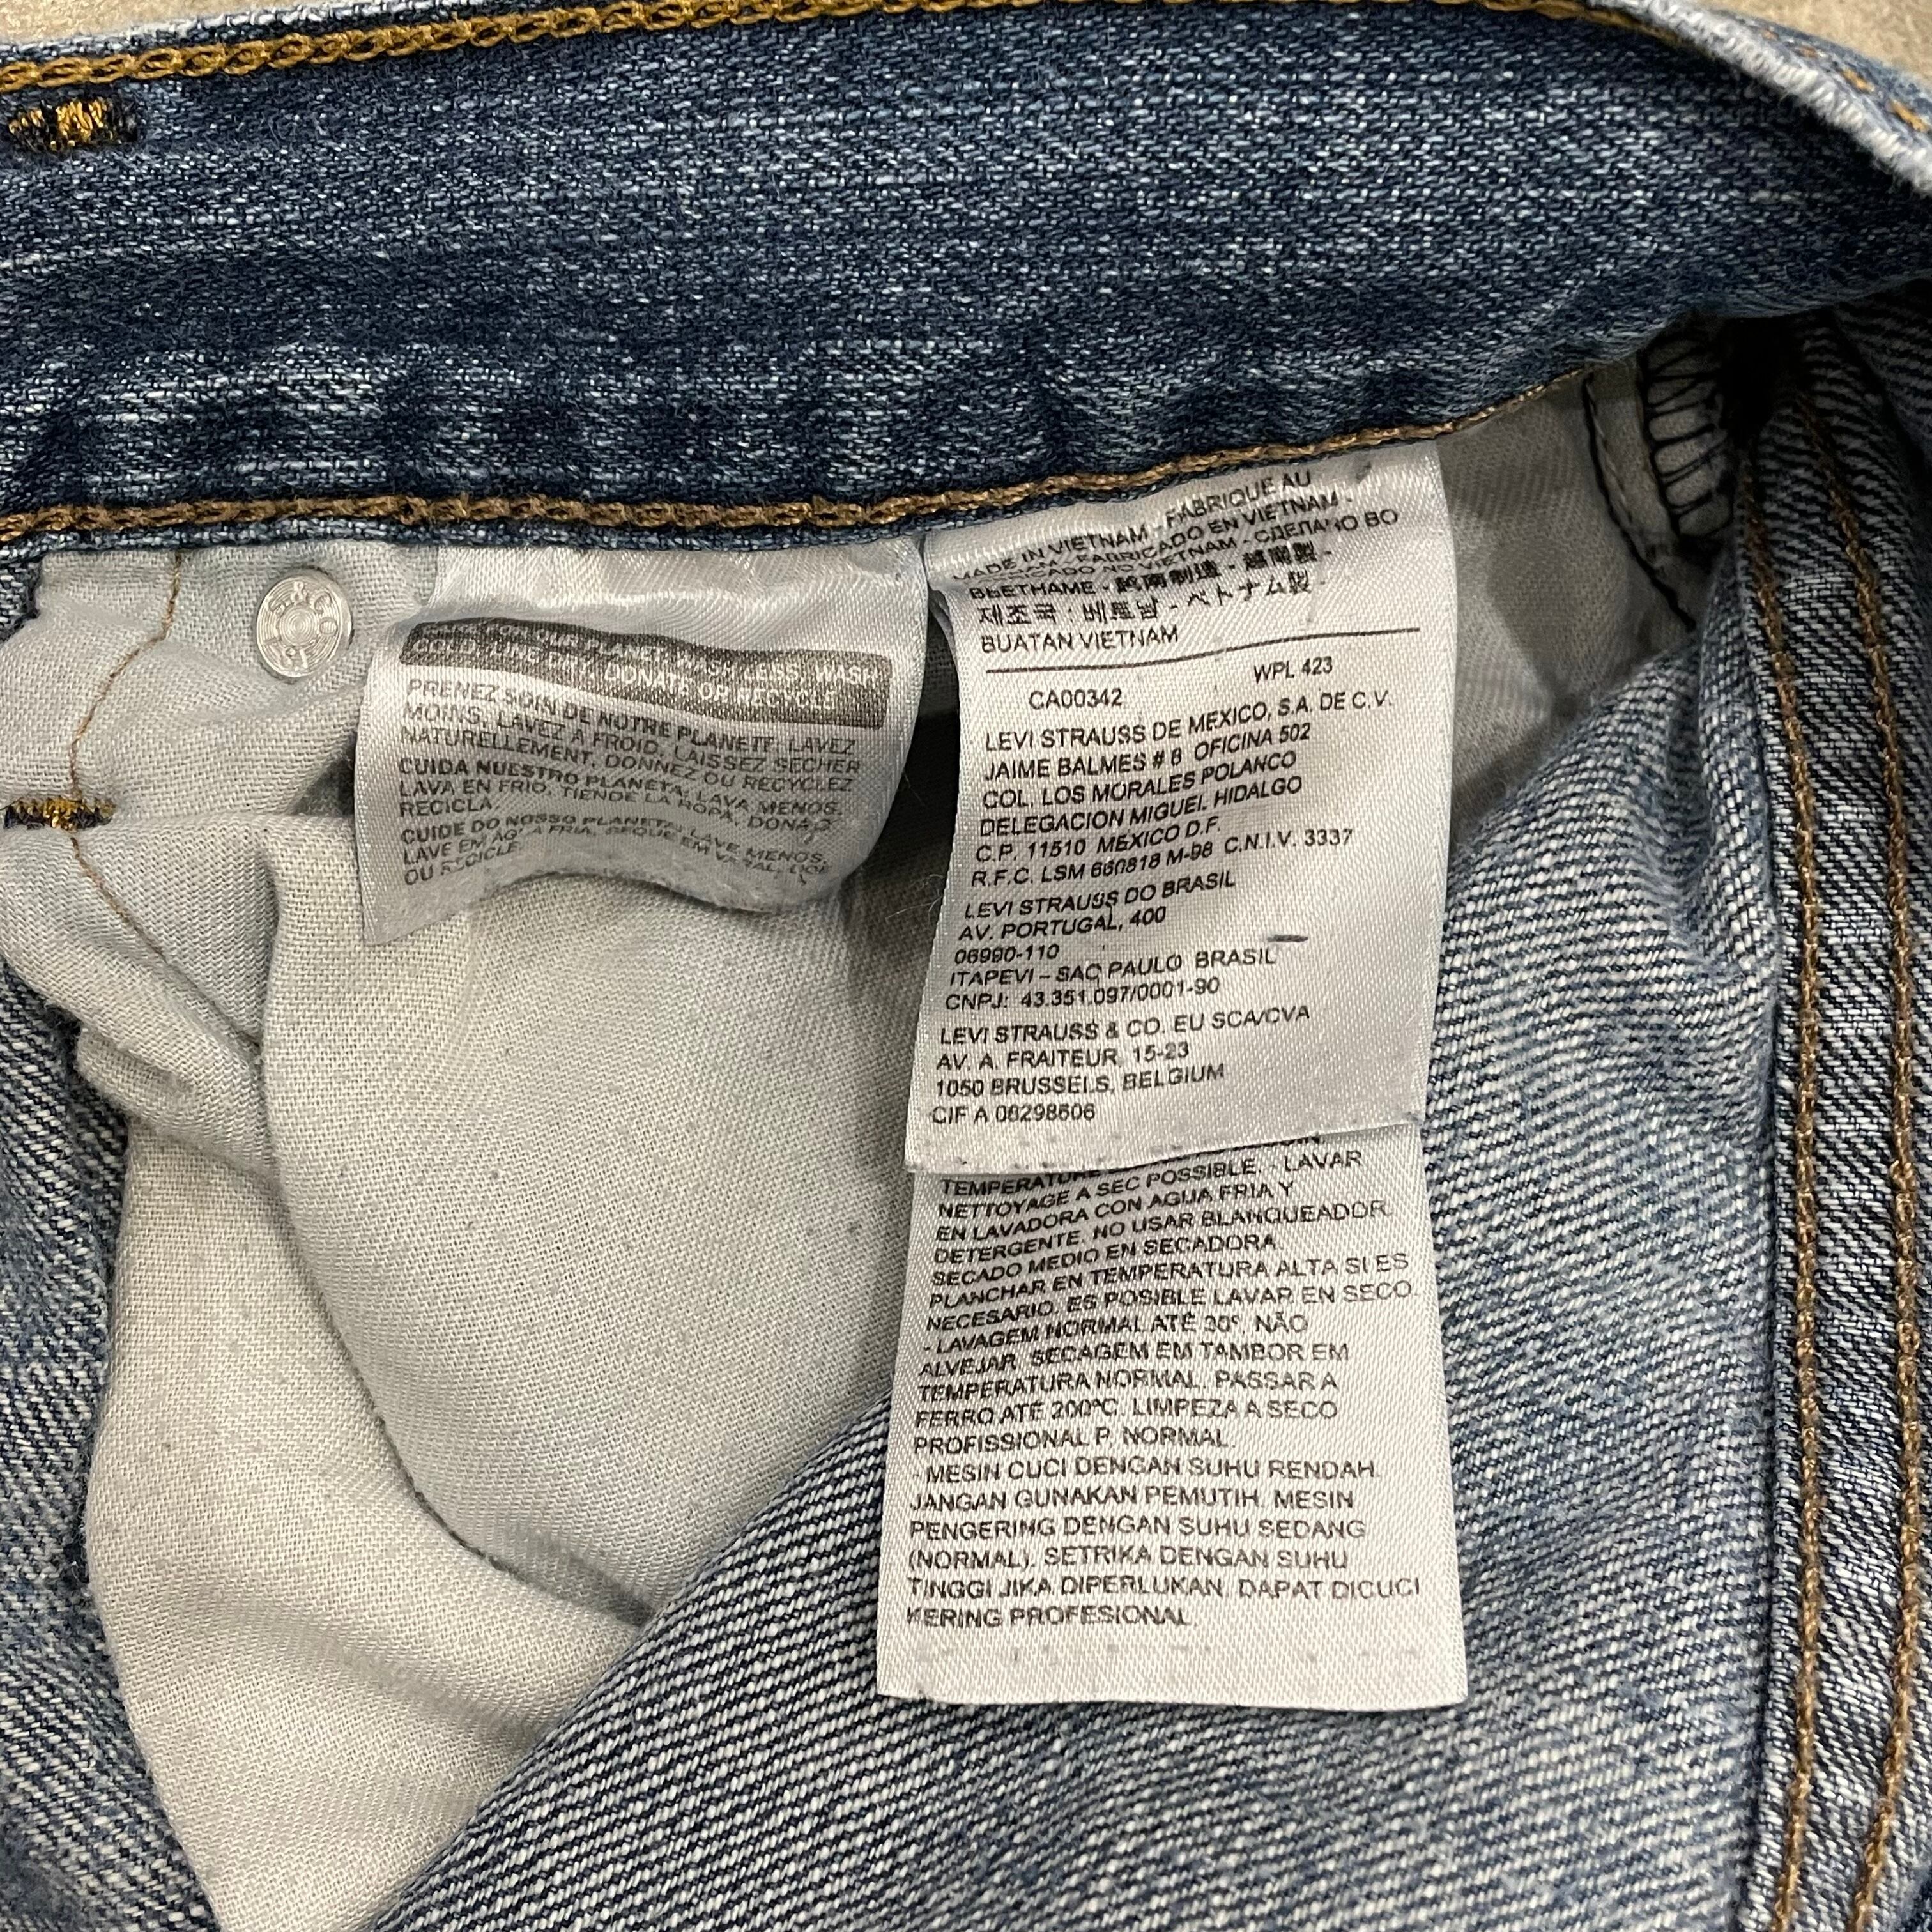 S & CO
CARE FOR OUR PLANET: WASH LESS, WASH
COLD, LINE DRY, DONATE OR RECYCLE.
PRENEZ SOIN DE NOTRE PLANETE: LAVEZ
MOINS, LAVEZ A FROID, LAISSEZ SECHER
NATURELLEMENT, DONNEZ OU RECYCLEZ
CUIDA NUESTRO PLANETA: LAVA MENOS,
LAVA EN FRIO, TIENDE LA ROPA, DONA
RECICLA
CUIDE DO NOSSO PLANETA: LAVE MENOS,
LAVE EM AGUA FRIA, SEQUE EM
OU RECICLE.
MADE IN VIETNAM - FABRIQUE AU
VIETNAM - FABRICADO EN VIETNAM -
FABRICADO NO VIETNAM - СДЕЛАНО ВО
ВЬЕТНАМЕ - 越南制造 - 越南製 -
제조국 : 베트남 - ベトナム製 -
BUATAN VIETNAM
CA00342 WPL 423
LEVI STRAUSS DE MEXICO, S.A. DE C.V.
JAIME BALMES # 8 OFICINA 502
COL. LOS MORALES POLANCO
DELEGACION MIGUEL HIDALGO
C.P. 11510 MEXICO D.F.
R.F.C. LSM 660818 M-98 C.N.I.V. 3337
LEVI STRAUSS DO BRASIL
AV. PORTUGAL, 400
06990-110
ITAPEVI – SAO PAULO BRASIL
CNPJ: 43.351.097/0001-90
LEVI STRAUSS & CO. EU SCA/CVA
AV. A. FRAITEUR 15-23
1050 BRUSSELS, BELGIUM
CIF A 08298606
TEMPERATURE
NETTOYAGE A SEC POSSIBLE. - LAVAR
EN LAVADORA CON AGUA FRIA Y
DETERGENTE. NO USAR BLANQUEADOR.
SECADO MEDIO EN SECADORA.
PLANCHAR EN TEMPERATURA ALTA SI ES
NECESARIO. ES POSIBLE LAVAR EN SECO.
- LAVAGEM NORMAL ATÉ 30º. NÃO
ALVEJAR. SECAGEM EM TAMBOR EM
TEMPERATURA NORMAL. PASSAR A
FERRO ATÉ 200ºC. LIMPEZA A SECO
PROFISSIONAL P. NORMAL.
- MESIN CUCI DENGAN SUHU RENDAH.
JANGAN GUNAKAN PEMUTIH. MESIN
PENGERING DENGAN SUHU SEDANG
(NORMAL). SETRIKA DENGAN SUHU
TINGGI JIKA DIPERLUKAN. DAPAT DICUCI
KERING PROFESIONAL.